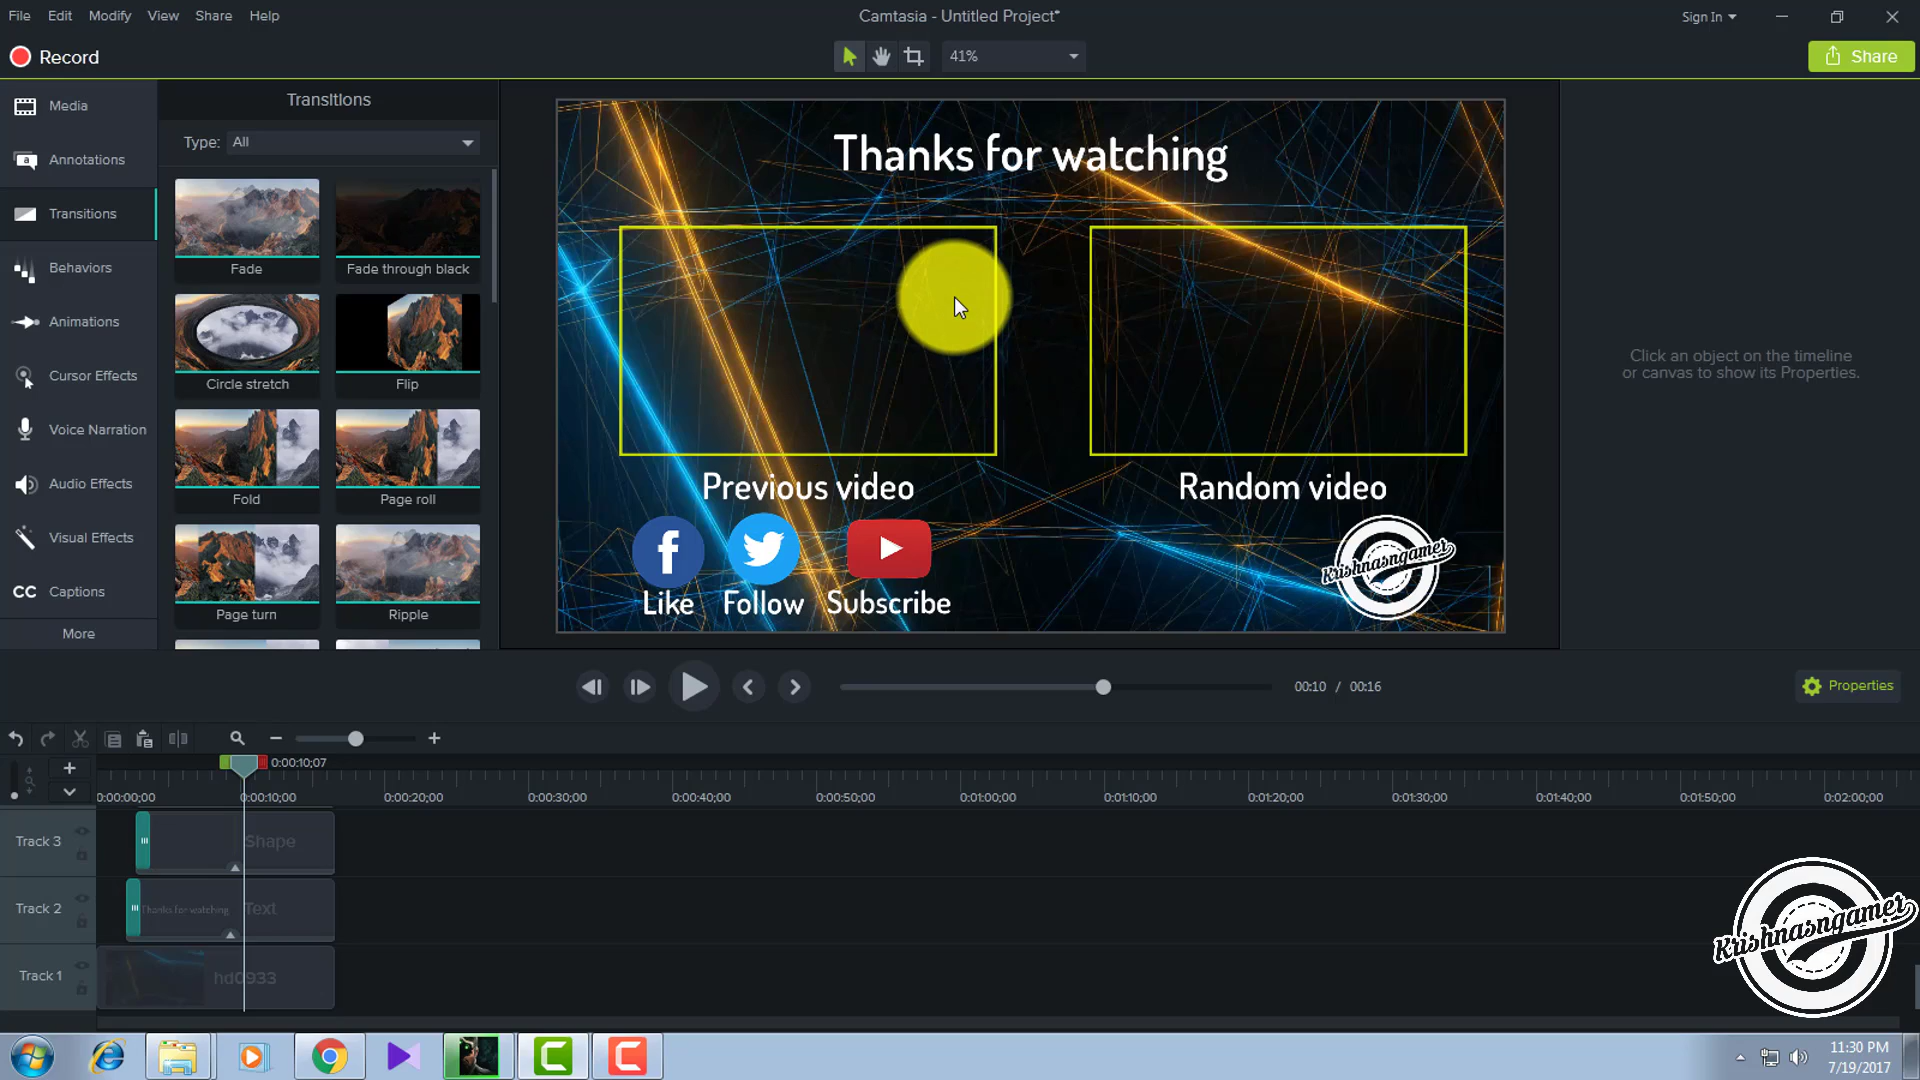 File Edit Modify View Share Help
Camtasia - Untitled Project*
Sign In
Record
41%
Share
Media
Annotations
Transitions
Behaviors
Animations
Cursor Effects
Voice Narration
Audio Effects
Visual Effects
CC Captions
More
Transitions
Type: All
Fade
Fade through black
Circle stretch
Flip
Fold
Page roll
Page turn
Ripple
Thanks for watching
Previous video
Random video
Like Follow Subscribe
Krishnasngamer
Click an object on the timeline
or canvas to show its Properties.
00:10 / 00:16
Properties
0:00:10;07
0:00:00;00 0:00:10;00 0:00:20;00 0:00:30;00 0:00:40;00 0:00:50;00 0:01:00;00 0:01:10;00 0:01:20;00 0:01:30;00 0:01:40;00 0:01:50;00 0:02:00;00
Track 3
Shape
Track 2
Thanks for watching
Text
Track 1
hd0933
Krishnasngamer
11:30 PM
7/19/2017